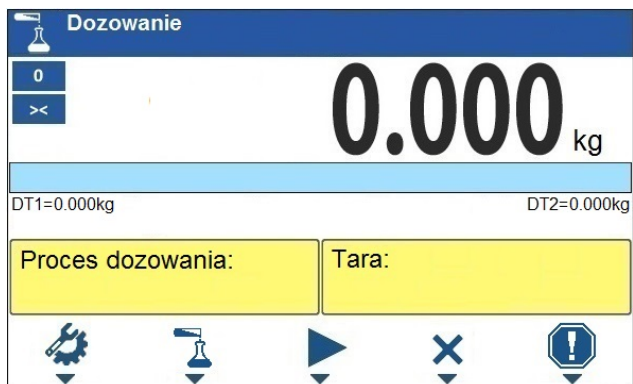 Dozowanie
0
><
0.000 kg
DT1=0.000kg DT2=0.000kg
Proces dozowania: Tara: